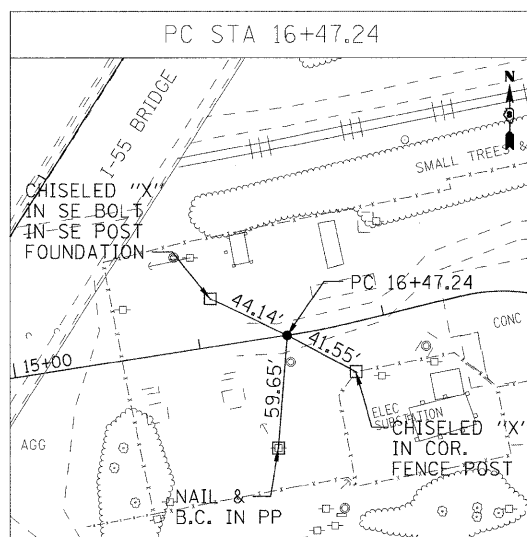 PC STA 16+47.24
N
I-55 BRIDGE
SMALL TREES &
CHISELED "X"
IN SE BOLT
IN SE POST
FOUNDATION
PC 16+47.24
44.14'
41.55'
59.65'
15+00
CONC
ELEC
SUBSTATION
CHISELED "X"
IN COR.
FENCE POST
AGG
NAIL &
B.C. IN PP